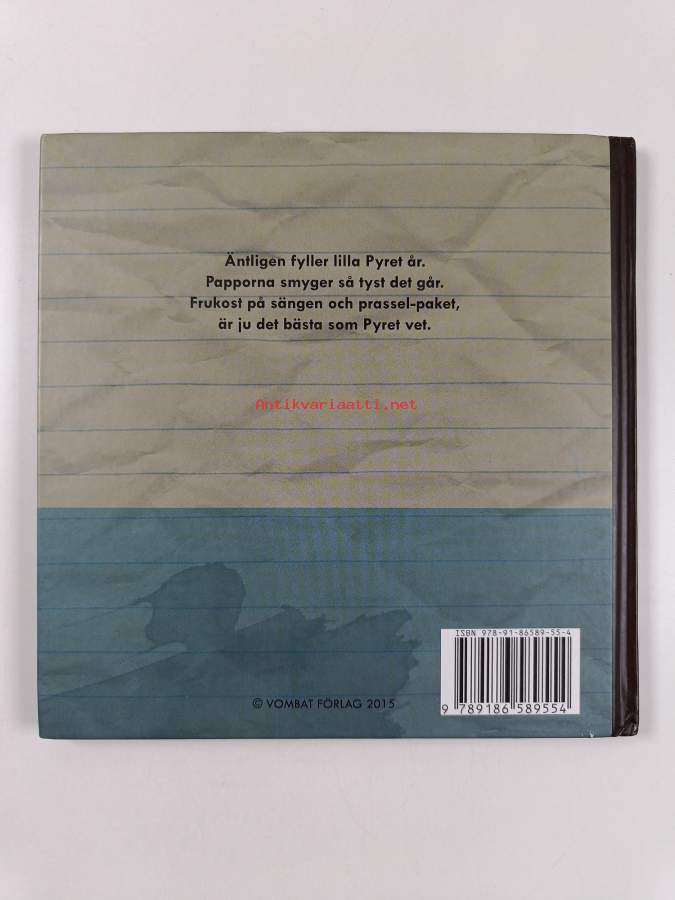 Äntligen fyller lilla Pyret år.
Papporna smyger så tyst det går.
Frukost på sängen och prassel-paket,
är ju det bästa som Pyret vet.
Antikvariaatti.net
ISBN 978-91-86589-55-4
9 789186 589554
© VOMBAT FÖRLAG 2015